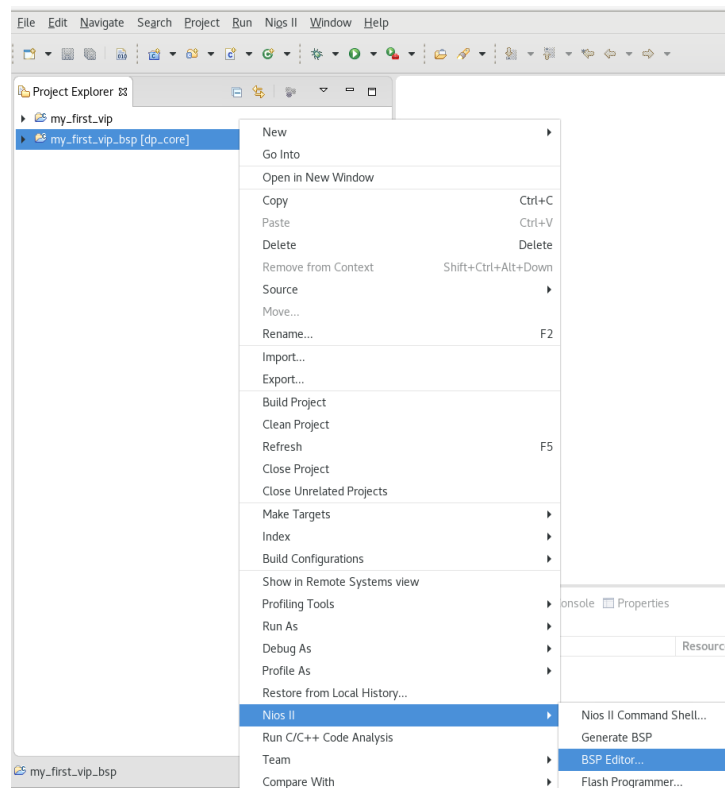 File Edit Navigate Search Project Run Nios II Window Help
Project Explorer
my_first_vip
my_first_vip_bsp [dp_core]
New
Go Into
Open in New Window
Copy Ctrl+C
Paste Ctrl+V
Delete Delete
Remove from Context Shift+Ctrl+Alt+Down
Source
Move...
Rename... F2
Import...
Export...
Build Project
Clean Project
Refresh F5
Close Project
Close Unrelated Projects
Make Targets
Index
Build Configurations
Show in Remote Systems view
Profiling Tools
onsole Properties
Run As
Debug As
Resourc
Profile As
Restore from Local History...
Nios II
Nios II Command Shell...
Run C/C++ Code Analysis
Generate BSP
Team
BSP Editor...
Compare With
Flash Programmer...
my_first_vip_bsp